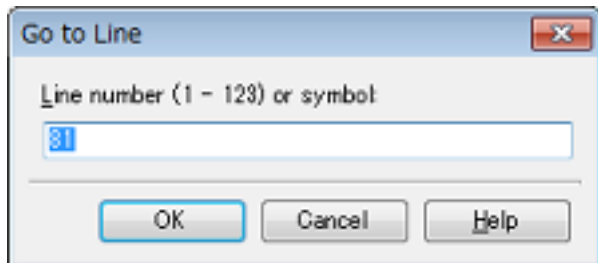 Go to Line
Line number (1 - 123) or symbol:
81
OK
Cancel
Help